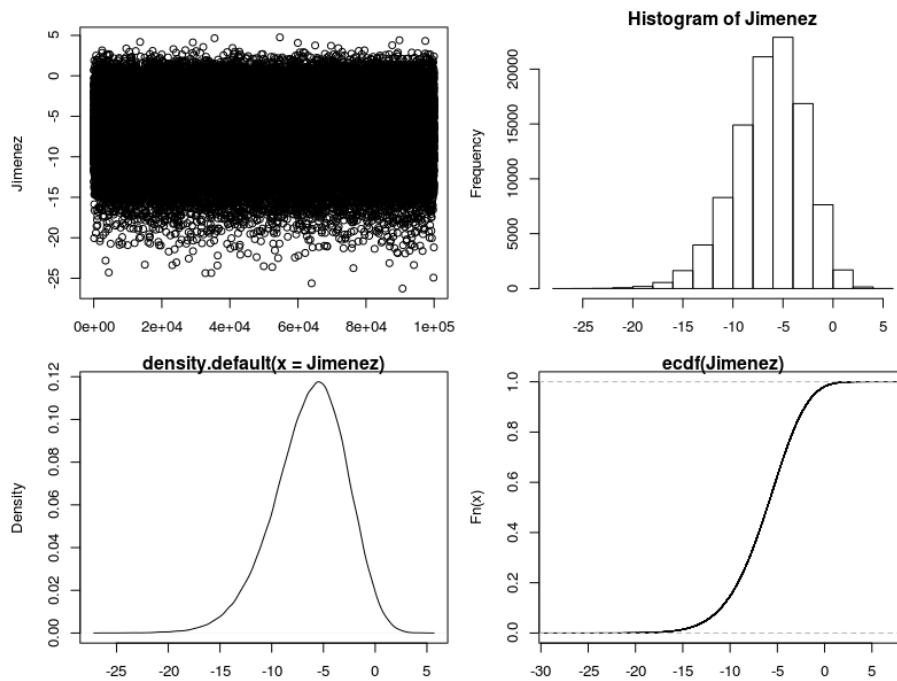 Jimenez
5
0
-5
-10
-15
-20
-25
0e+00 2e+04 4e+04 6e+04 8e+04 1e+05
Histogram of Jimenez
Frequency
20000
15000
10000
5000
0
-25 -20 -15 -10 -5 0 5
density.default(x = Jimenez)
Density
0.12
0.10
0.08
0.06
0.04
0.02
0.00
-25 -20 -15 -10 -5 0 5
ecdf(Jimenez)
Fn(x)
1.0
0.8
0.6
0.4
0.2
0.0
-30 -25 -20 -15 -10 -5 0 5